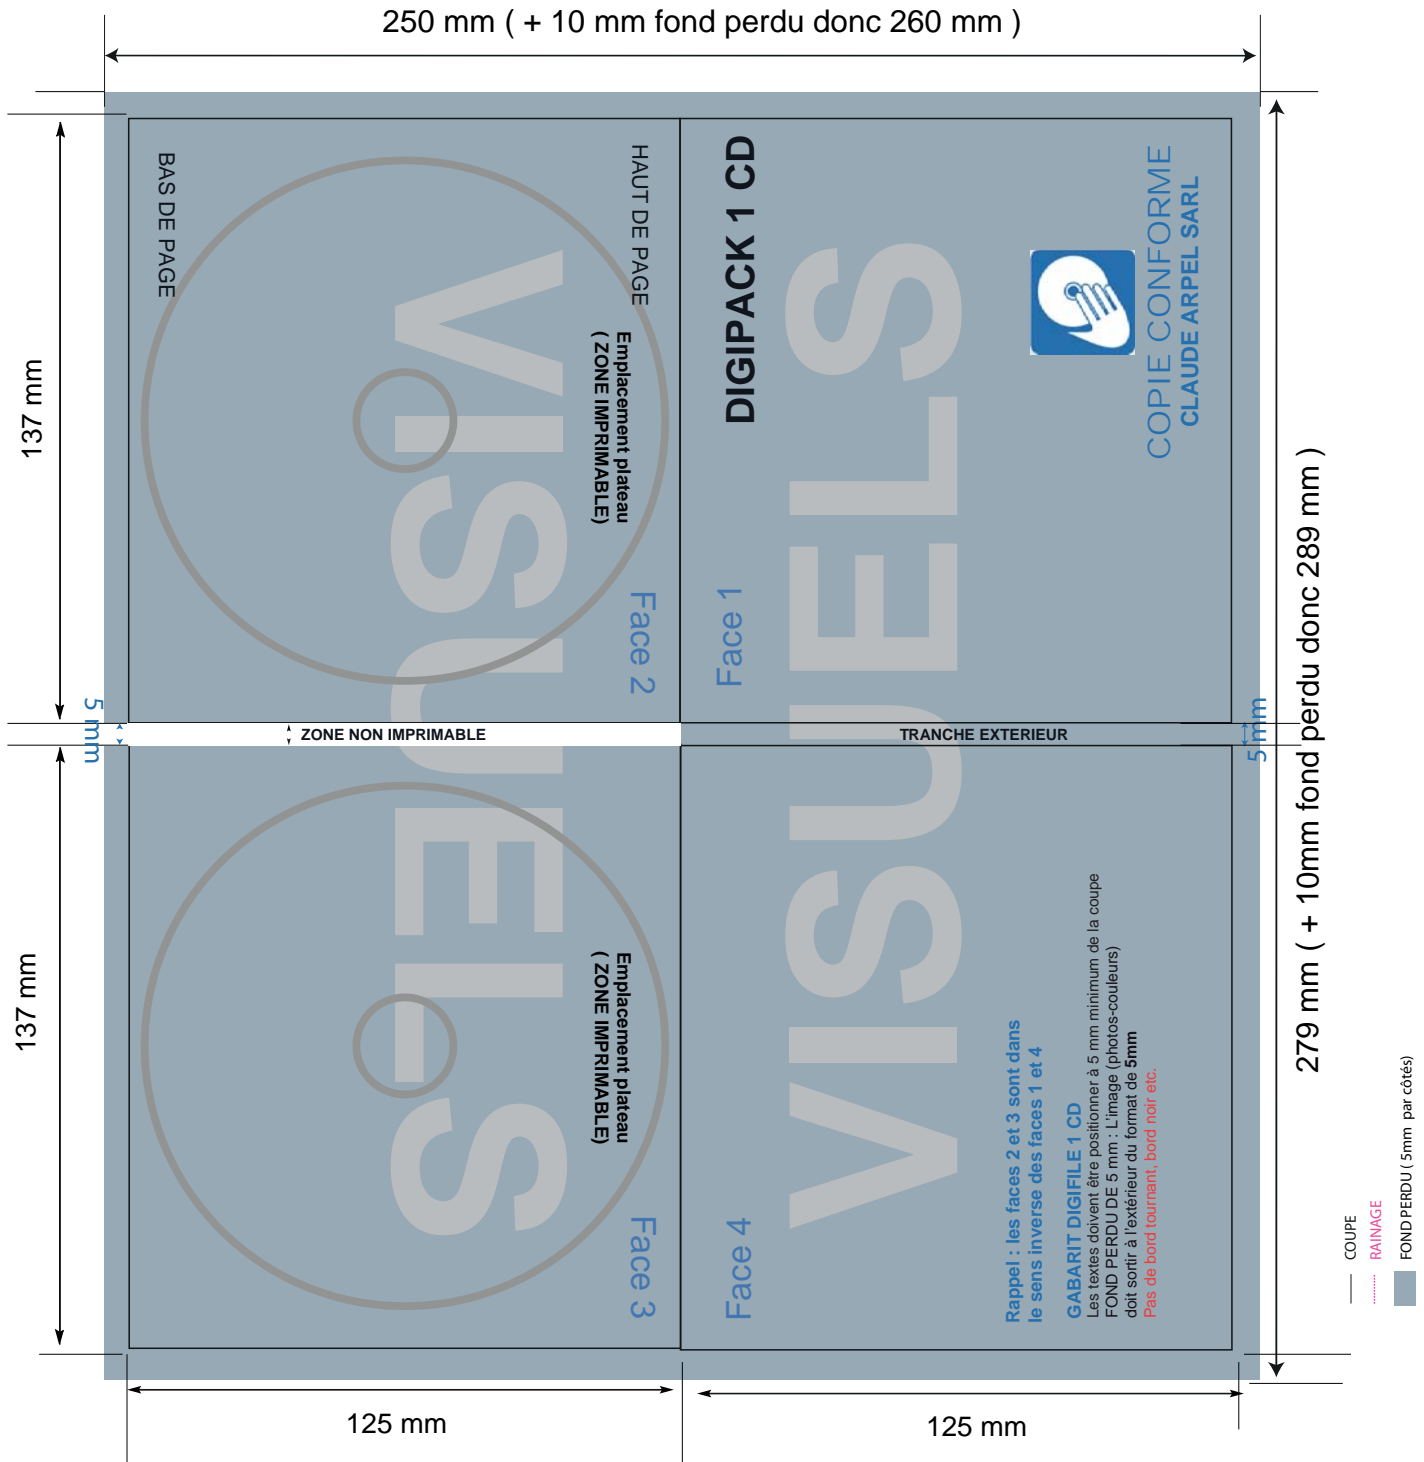 250 mm ( + 10 mm fond perdu donc 260 mm )
137 mm
BAS DE PAGE
HAUT DE PAGE
Emplacement plateau
( ZONE IMPRIMABLE)
VISUELS
Face 2
DIGIPACK 1 CD
Face 1
VISUELS
COPIE CONFORME
CLAUDE ARPEL SARL
5 mm
ZONE NON IMPRIMABLE
TRANCHE EXTERIEUR
5mm
279 mm ( + 10mm fond perdu donc 289 mm )
137 mm
Emplacement plateau
( ZONE IMPRIMABLE)
Face 3
Face 4
Rappel : les faces 2 et 3 sont dans
le sens inverse des faces 1 et 4
GABARIT DIGIFILE 1 CD
Les textes doivent être positionner à 5 mm minimum de la coupe
FOND PERDU DE 5 mm : L'image (photos-couleurs)
doit sortir à l'extérieur du format de 5mm
Pas de bord tournant, bord noir etc.
COUPE
RAINAGE
FOND PERDU ( 5mm par côtés)
125 mm
125 mm